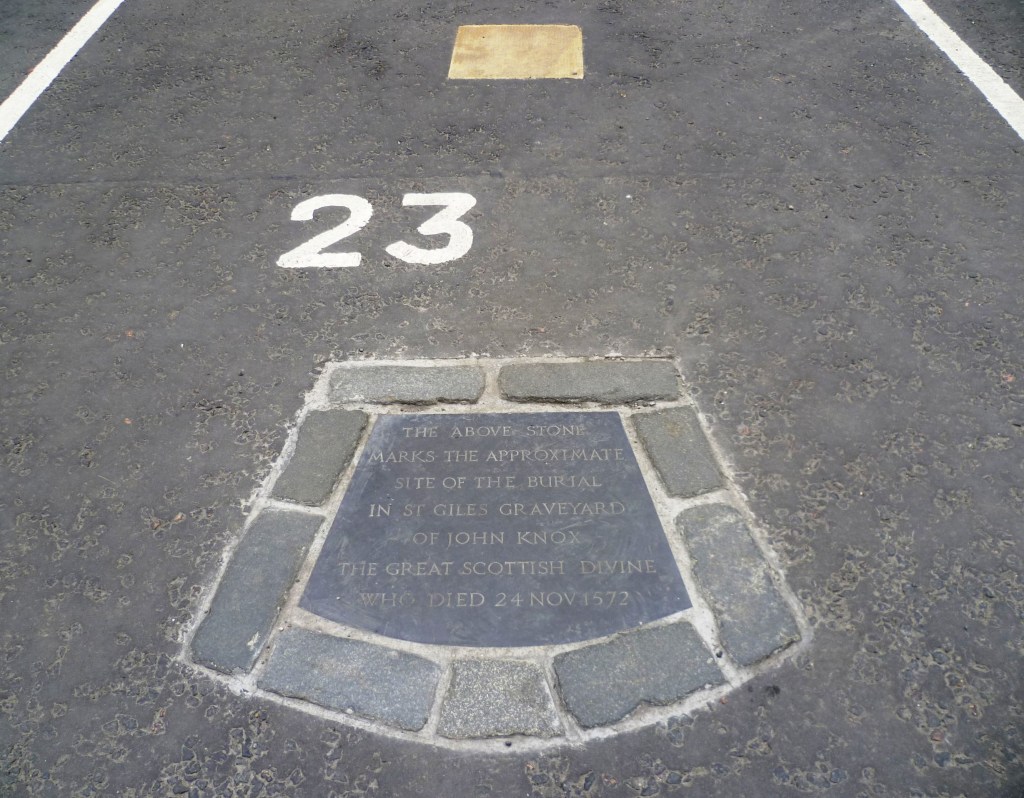 23
THE ABOVE STONE
MARKS THE APPROXIMATE
SITE OF THE BURIAL
IN ST GILES GRAVEYARD
OF JOHN KNOX
THE GREAT SCOTTISH DIVINE
WHO DIED 24 NOV 1572